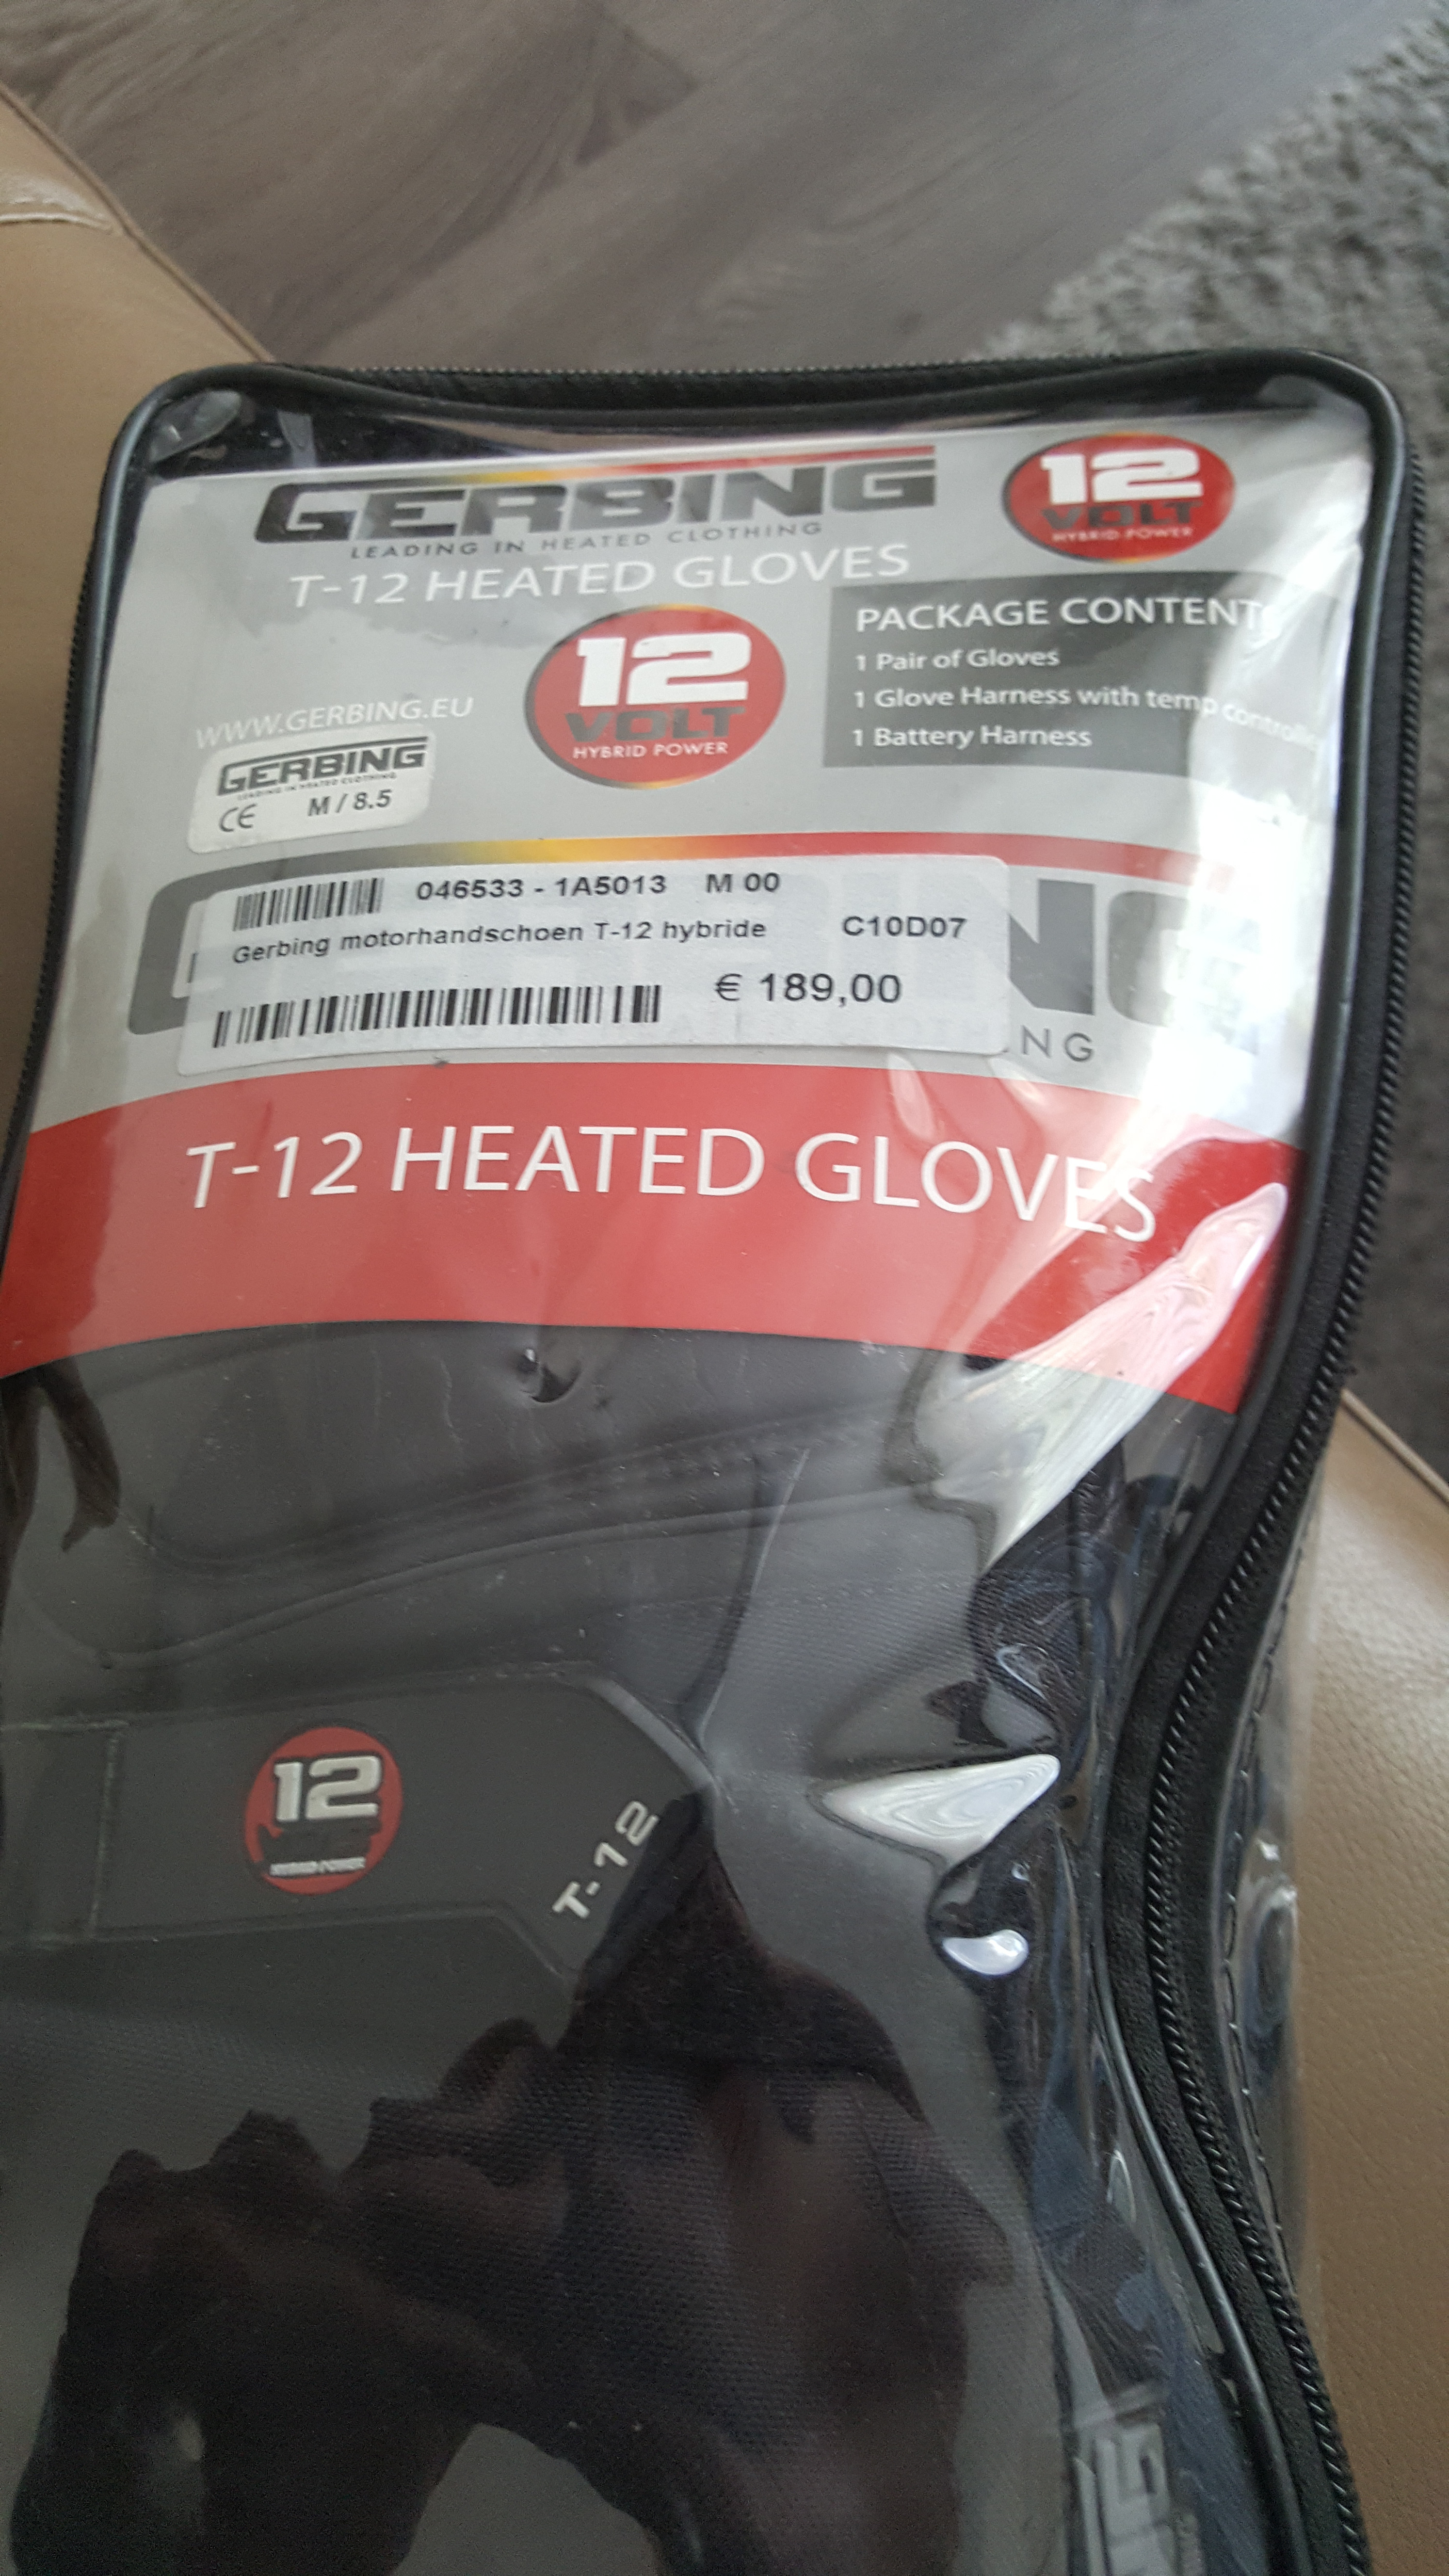 GERBING
LEADING IN HEATED CLOTHING
12
VOLT
HYBRID POWER
T-12 HEATED GLOVES
12
VOLT
HYBRID POWER
PACKAGE CONTENT
1 Pair of Gloves
1 Glove Harness with temp controlle
1 Battery Harness
WWW.GERBING.EU
GERBING
LEADING IN HEATED CLOTHING
CE M / 8.5
046533 - 1A5013 M 00
Gerbing motorhandschoen T-12 hybride C10D07
€ 189,00
NG
NG
T-12 HEATED GLOVES
12
VOLT
HYBRID POWER
T-12